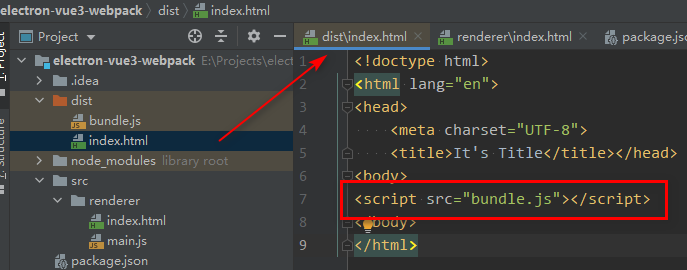 electron-vue3-webpack
dist
index.html
Project
Project
dist\index.html
renderer\index.html
package.json
electron-vue3-webpack E:\Projects\elect
.idea
dist
bundle.js
index.html
node_modules library root
src
renderer
index.html
main.js
package.json
Structure
1 <!doctype html>
2 <html lang="en">
3 <head>
4 <meta charset="UTF-8">
5 <title>It's Title</title></head>
6 <body>
7 <script src="bundle.js"></script>
8 body>
9 </html>